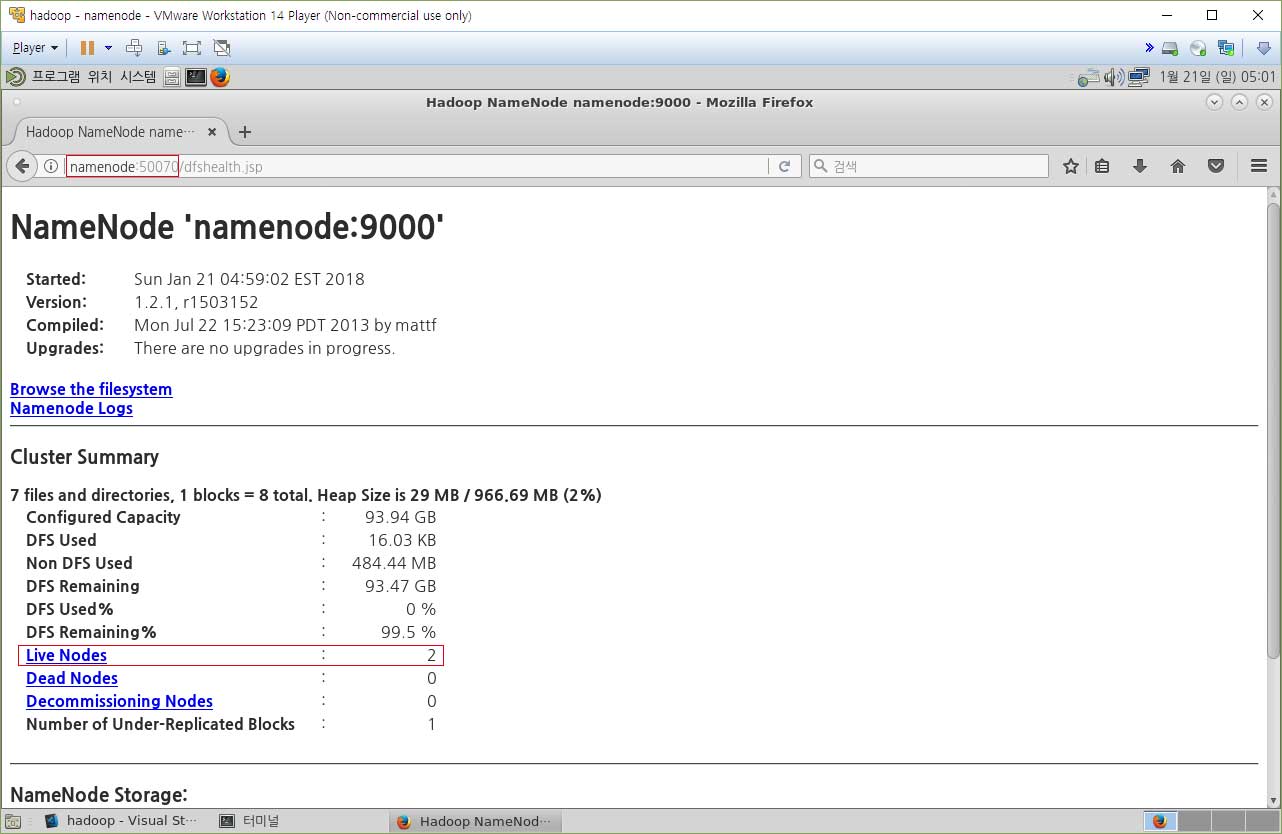 hadoop - namenode - VMware Workstation 14 Player (Non-commercial use only)
Player
프로그램 위치 시스템 1월 21일 (일) 05:01
Hadoop NameNode namenode:9000 - Mozilla Firefox
Hadoop NameNode name···
namenode:50070/dfshealth.jsp 검색
NameNode 'namenode:9000'
Started: Sun Jan 21 04:59:02 EST 2018
Version: 1.2.1, r1503152
Compiled: Mon Jul 22 15:23:09 PDT 2013 by mattf
Upgrades: There are no upgrades in progress.
Browse the filesystem
Namenode Logs
Cluster Summary
7 files and directories, 1 blocks = 8 total. Heap Size is 29 MB / 966.69 MB (2%)
Configured Capacity : 93.94 GB
DFS Used : 16.03 KB
Non DFS Used : 484.44 MB
DFS Remaining : 93.47 GB
DFS Used% : 0 %
DFS Remaining% : 99.5 %
Live Nodes : 2
Dead Nodes : 0
Decommissioning Nodes : 0
Number of Under-Replicated Blocks : 1
NameNode Storage:
hadoop - Visual St··· 터미널 Hadoop NameNod···